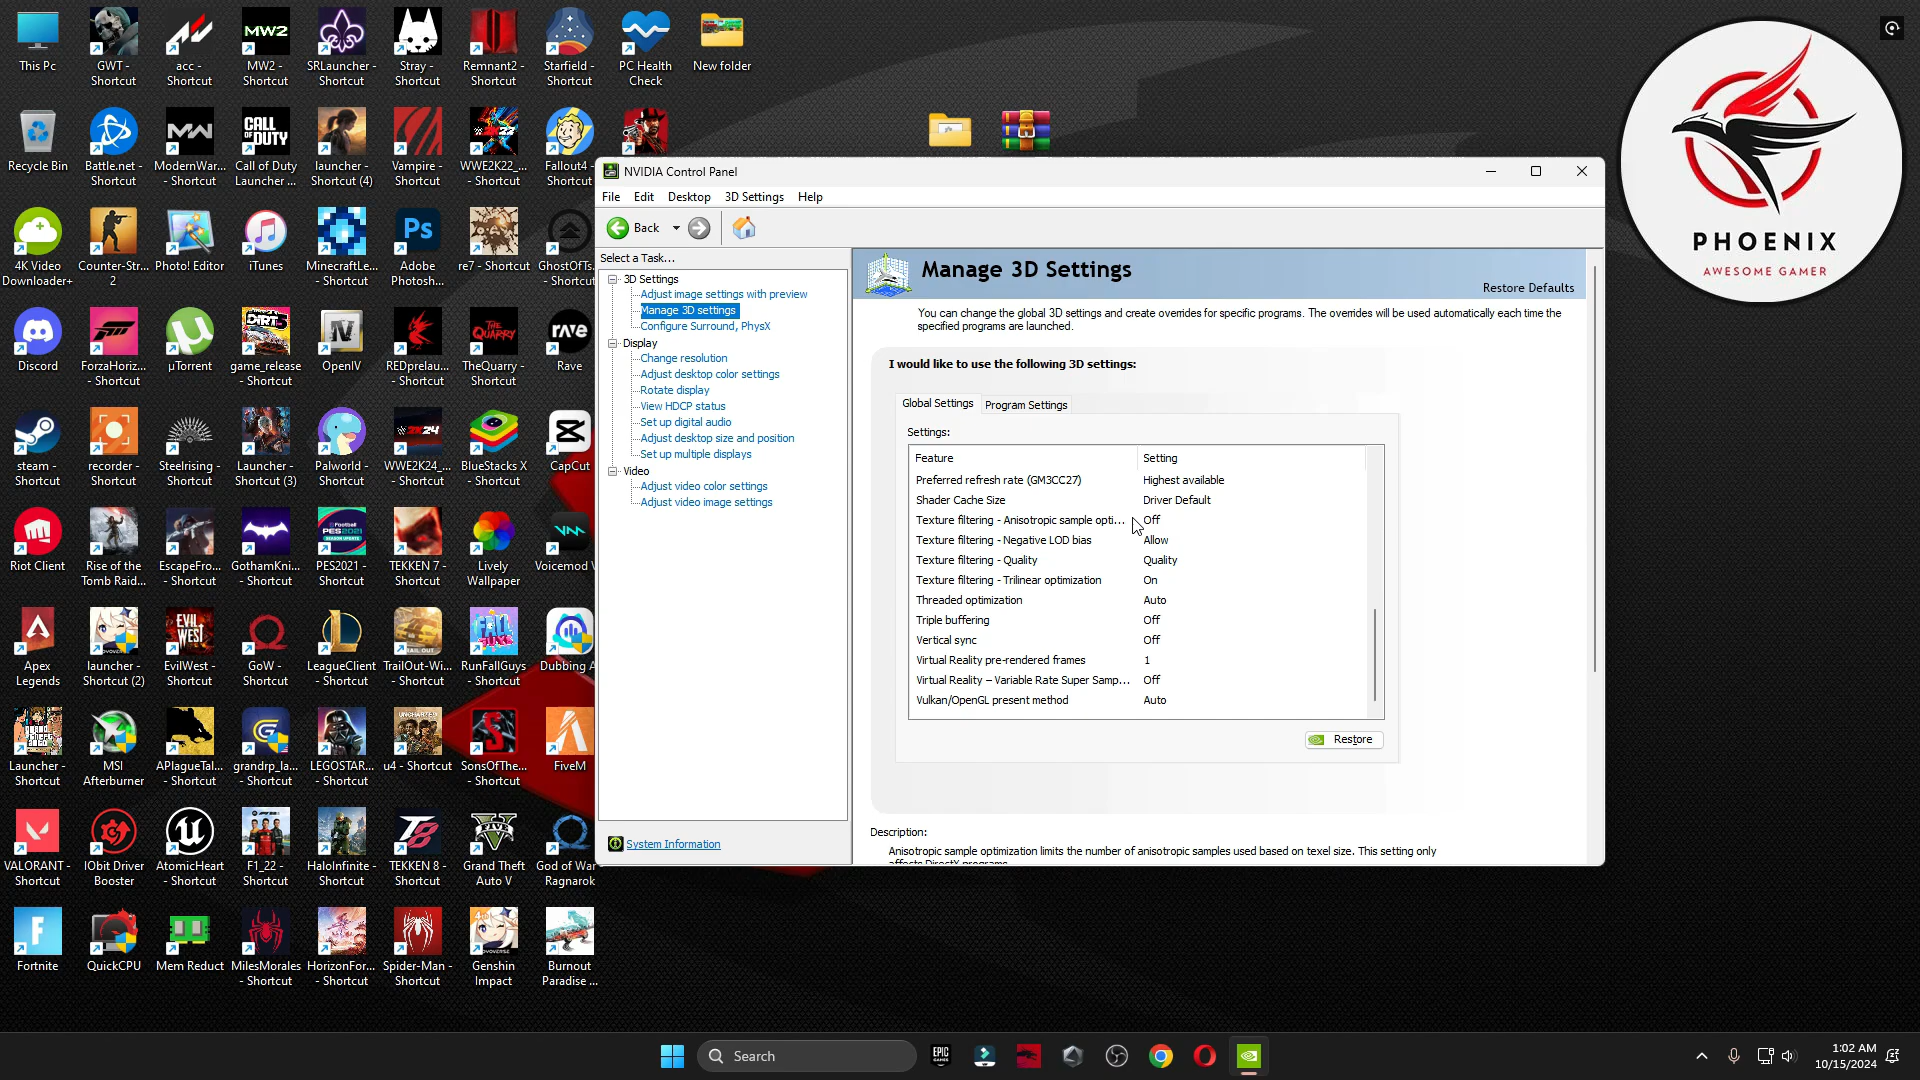 This Pc
GWT -
Shortcut
acc -
Shortcut
MW2
MW2 -
Shortcut
SRLauncher -
Shortcut
Stray -
Shortcut
Remnant2 -
Shortcut
Starfield -
Shortcut
PC Health
Check
New folder
Recycle Bin
Battle.net -
Shortcut
ModernWar...
- Shortcut
CALL OF DUTY
Call of Duty
Launcher ...
launcher -
Shortcut (4)
Vampire -
Shortcut
WWE2K22_...
- Shortcut
Fallout4 -
Shortcut
4K Video
Downloader+
Counter-Str...
2
Photo! Editor
iTunes
MinecraftLe...
- Shortcut
Ps
Adobe
Photosh...
re7 - Shortcut
GhostOfTs...
- Shortcut
Discord
ForzaHoriz...
- Shortcut
µTorrent
game_release
- Shortcut
OpenIV
REDprelau...
- Shortcut
TheQuarry -
Shortcut
Rave
steam -
Shortcut
recorder -
Shortcut
Steelrising -
Shortcut
Launcher -
Shortcut (3)
Palworld -
Shortcut
WWE2K24_...
- Shortcut
BlueStacks X
CapCut
Riot Client
Rise of the
Tomb Raid...
EscapeFro...
- Shortcut
GothamKni...
- Shortcut
PES2021 -
Shortcut
TEKKEN 7 -
Shortcut
Lively
Wallpaper
Voicemod
Apex
Legends
launcher -
Shortcut (2)
EvilWest -
Shortcut
GoW -
Shortcut
LeagueClient
- Shortcut
TrailOut-Wi...
- Shortcut
RunFallGuys
- Shortcut
Dubbing
Launcher -
Shortcut
MSI
Afterburner
APlagueTal...
- Shortcut
grandrp_la...
- Shortcut
LEGOSTAR...
- Shortcut
u4 - Shortcut
SonsOfThe...
- Shortcut
FiveM
VALORANT -
Shortcut
IObit Driver
Booster
AtomicHeart
- Shortcut
F1_22 -
Shortcut
HaloInfinite -
Shortcut
TEKKEN 8 -
Shortcut
Grand Theft
Auto V
God of War
Ragnarok
Fortnite
QuickCPU
Mem Reduct
MilesMorales
- Shortcut
HorizonFor...
- Shortcut
Spider-Man -
Shortcut
Genshin
Impact
Burnout
Paradise ...
NVIDIA Control Panel
File Edit Desktop 3D Settings Help
Back
Select a Task...
3D Settings
Adjust image settings with preview
Manage 3D settings
Configure Surround, PhysX
Display
Change resolution
Adjust desktop color settings
Rotate display
View HDCP status
Set up digital audio
Adjust desktop size and position
Set up multiple displays
Video
Adjust video color settings
Adjust video image settings
System Information
Manage 3D Settings
Restore Defaults
You can change the global 3D settings and create overrides for specific programs. The overrides will be used automatically each time the
specified programs are launched.
I would like to use the following 3D settings:
Global Settings Program Settings
Settings:
Feature Setting
Preferred refresh rate (GM3CC27) Highest available
Shader Cache Size Driver Default
Texture filtering - Anisotropic sample opti... Off
Texture filtering - Negative LOD bias Allow
Texture filtering - Quality Quality
Texture filtering - Trilinear optimization On
Threaded optimization Auto
Triple buffering Off
Vertical sync Off
Virtual Reality pre-rendered frames 1
Virtual Reality – Variable Rate Super Samp... Off
Vulkan/OpenGL present method Auto
Restore
Description:
Anisotropic sample optimization limits the number of anisotropic samples used based on texel size. This setting only
affects DirectX programs.
PHOENIX
AWESOME GAMER
Search
EPIC
GAMES
1:02 AM
10/15/2024